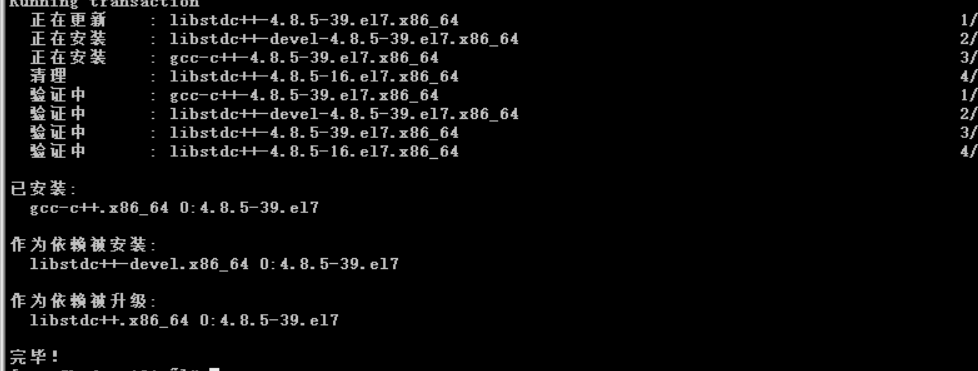 Running transaction
正在更新 : libstdc++-4.8.5-39.el7.x86_64 1/
正在安装 : libstdc++-devel-4.8.5-39.el7.x86_64 2/
正在安装 : gcc-c++-4.8.5-39.el7.x86_64 3/
清理 : libstdc++-4.8.5-16.el7.x86_64 4/
验证中 : gcc-c++-4.8.5-39.el7.x86_64 1/
验证中 : libstdc++-devel-4.8.5-39.el7.x86_64 2/
验证中 : libstdc++-4.8.5-39.el7.x86_64 3/
验证中 : libstdc++-4.8.5-16.el7.x86_64 4/
已安装:
gcc-c++.x86_64 0:4.8.5-39.el7
作为依赖被安装:
libstdc++-devel.x86_64 0:4.8.5-39.el7
作为依赖被升级:
libstdc++.x86_64 0:4.8.5-39.el7
完毕!